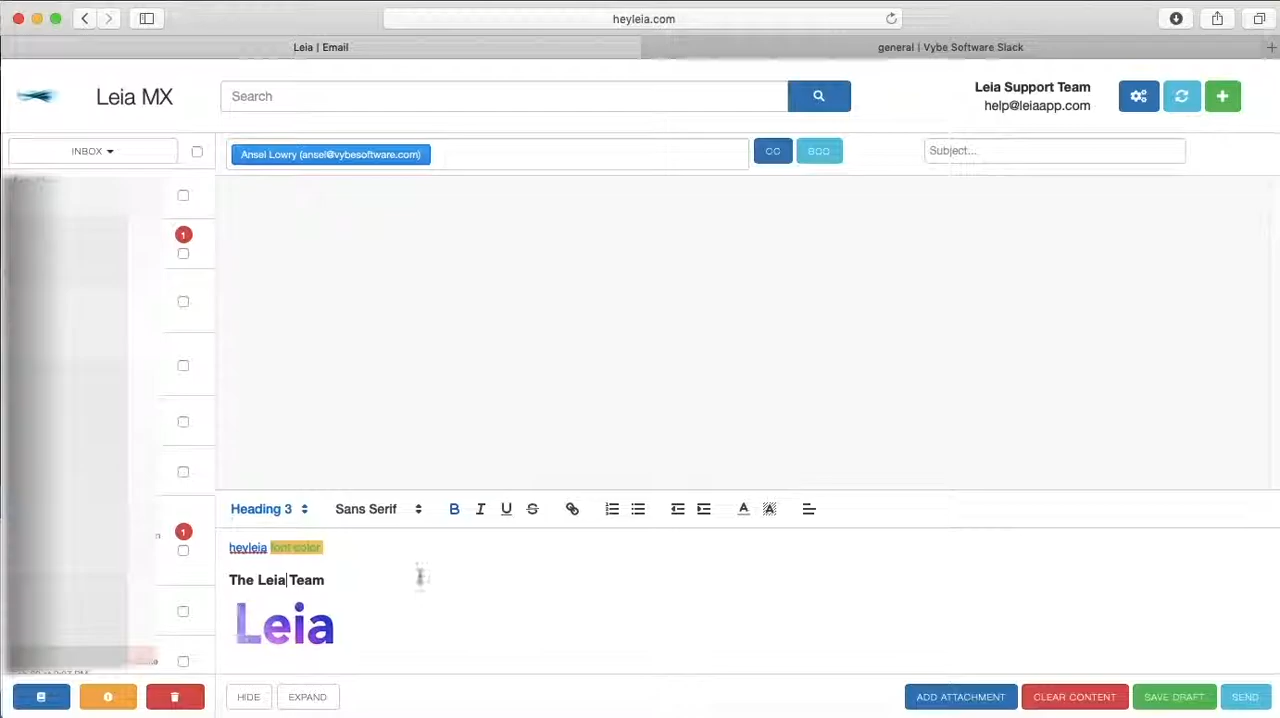 heyleia.com
Leia | Email
general | Vybe Software Slack
Leia MX
Search
Leia Support Team
help@leiaapp.com
INBOX
Ansel Lowry (ansel@vybesoftware.com)
CC
BCC
Subject...
1
1
Heading 3
Sans Serif
B I U S
A A
heyleia font color
The Leia Team
Leia
HIDE
EXPAND
ADD ATTACHMENT
CLEAR CONTENT
SAVE DRAFT
SEND